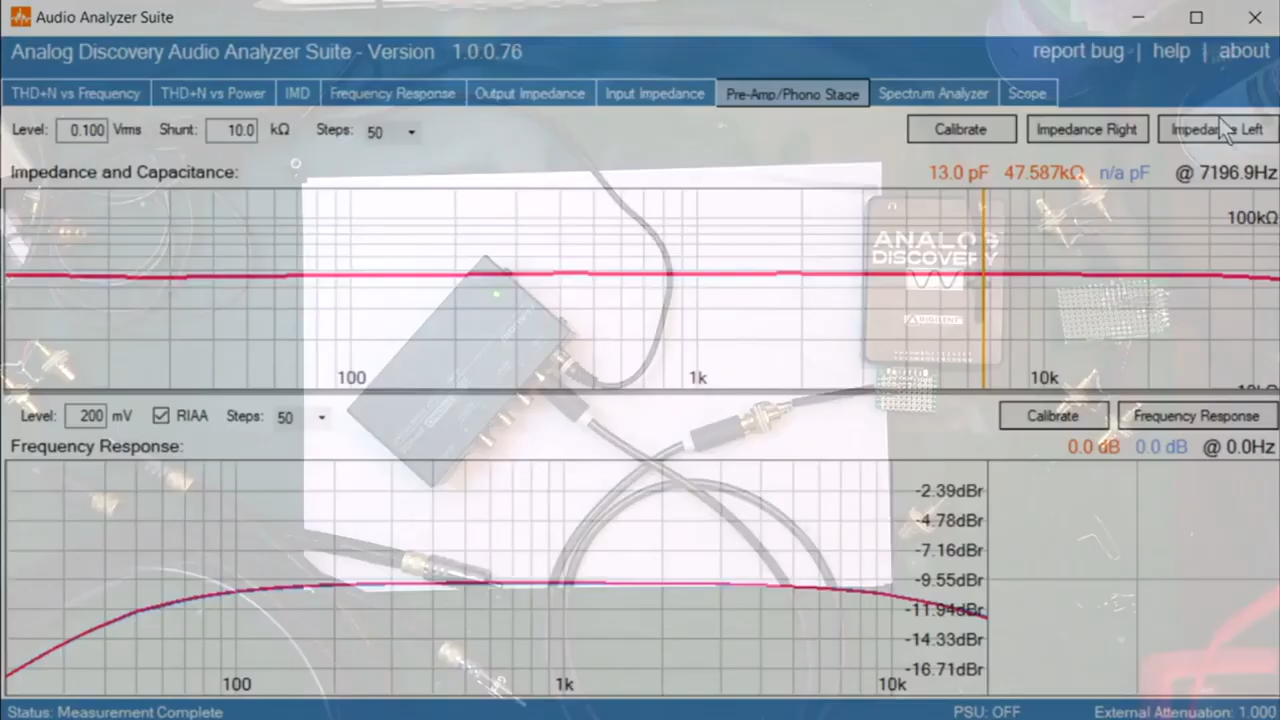 Audio Analyzer Suite
Analog Discovery Audio Analyzer Suite - Version 1.0.0.76
report bug | help | about
THD+N vs Frequency THD+N vs Power IMD Frequency Response Output Impedance Input Impedance Pre-Amp/Phono Stage Spectrum Analyzer Scope
Level: 0.100 Vrms Shunt: 10.0 kΩ Steps: 50 Calibrate Impedance Right Impedance Left
Impedance and Capacitance: 13.0 pF 47.587kΩ n/a pF @ 7196.9Hz
100kΩ
ANALOG
DISCOVERY
DIGILENT
100 1k 10k
10kΩ
Level: 200 mV RIAA Steps: 50 Calibrate Frequency Response
Frequency Response: 0.0 dB 0.0 dB @ 0.0Hz
-2.39dBr
-4.78dBr
-7.16dBr
-9.55dBr
-11.94dBr
-14.33dBr
-16.71dBr
100 1k 10k
Status: Measurement Complete PSU: OFF External Attenuation: 1.000